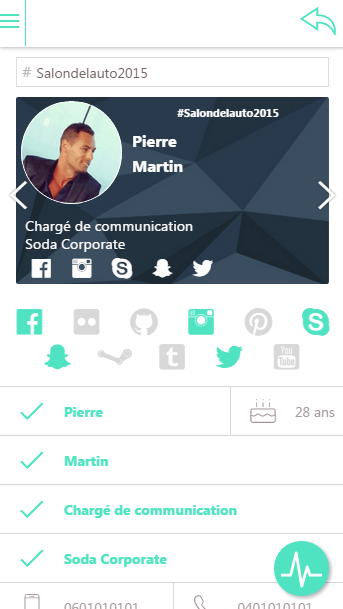 # Salondelauto2015
#Salondelauto2015
Pierre
Martin
Chargé de communication
Soda Corporate
You
Tube
Pierre
28 ans
Martin
Chargé de communication
Soda Corporate
0601010101
0401010101